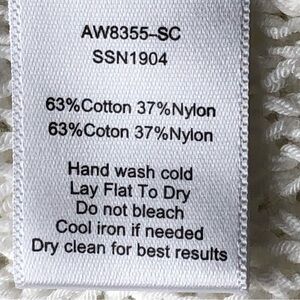 AW8355-SC
SSN1904
63%Cotton 37%Nylon
63%Coton 37%Nylon
Hand wash cold
Lay Flat To Dry
Do not bleach
Cool iron if needed
Dry clean for best results